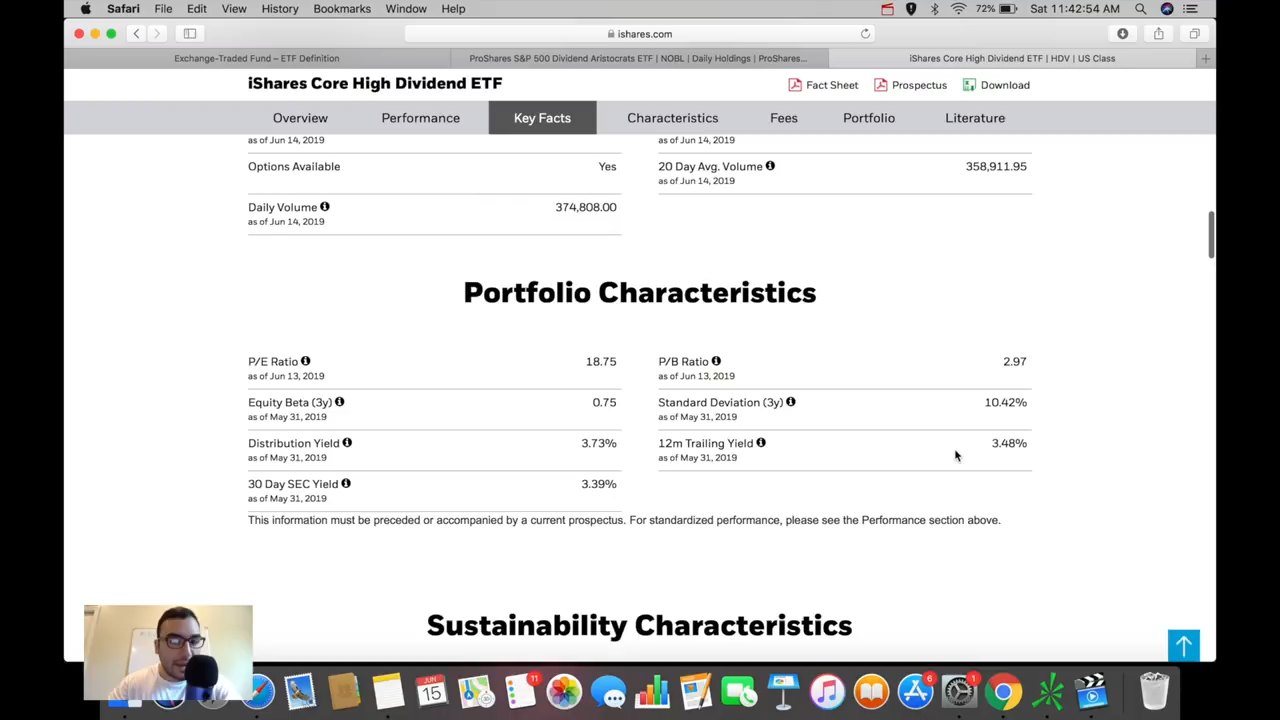 Safari File Edit View History Bookmarks Window Help 72% Sat 11:42:54 AM
ishares.com
Exchange-Traded Fund – ETF Definition
ProShares S&P 500 Dividend Aristocrats ETF | NOBL | Daily Holdings | ProShares...
iShares Core High Dividend ETF | HDV | US Class
iShares Core High Dividend ETF
Fact Sheet Prospectus Download
Overview Performance Key Facts Characteristics Fees Portfolio Literature
as of Jun 14, 2019
as of Jun 14, 2019
Options Available Yes
20 Day Avg. Volume 358,911.95
as of Jun 14, 2019
Daily Volume 374,808.00
as of Jun 14, 2019
Portfolio Characteristics
P/E Ratio 18.75
as of Jun 13, 2019
P/B Ratio 2.97
as of Jun 13, 2019
Equity Beta (3y) 0.75
as of May 31, 2019
Standard Deviation (3y) 10.42%
as of May 31, 2019
Distribution Yield 3.73%
as of May 31, 2019
12m Trailing Yield 3.48%
as of May 31, 2019
30 Day SEC Yield 3.39%
as of May 31, 2019
This information must be preceded or accompanied by a current prospectus. For standardized performance, please see the Performance section above.
Sustainability Characteristics
JUN
15
11
6
1